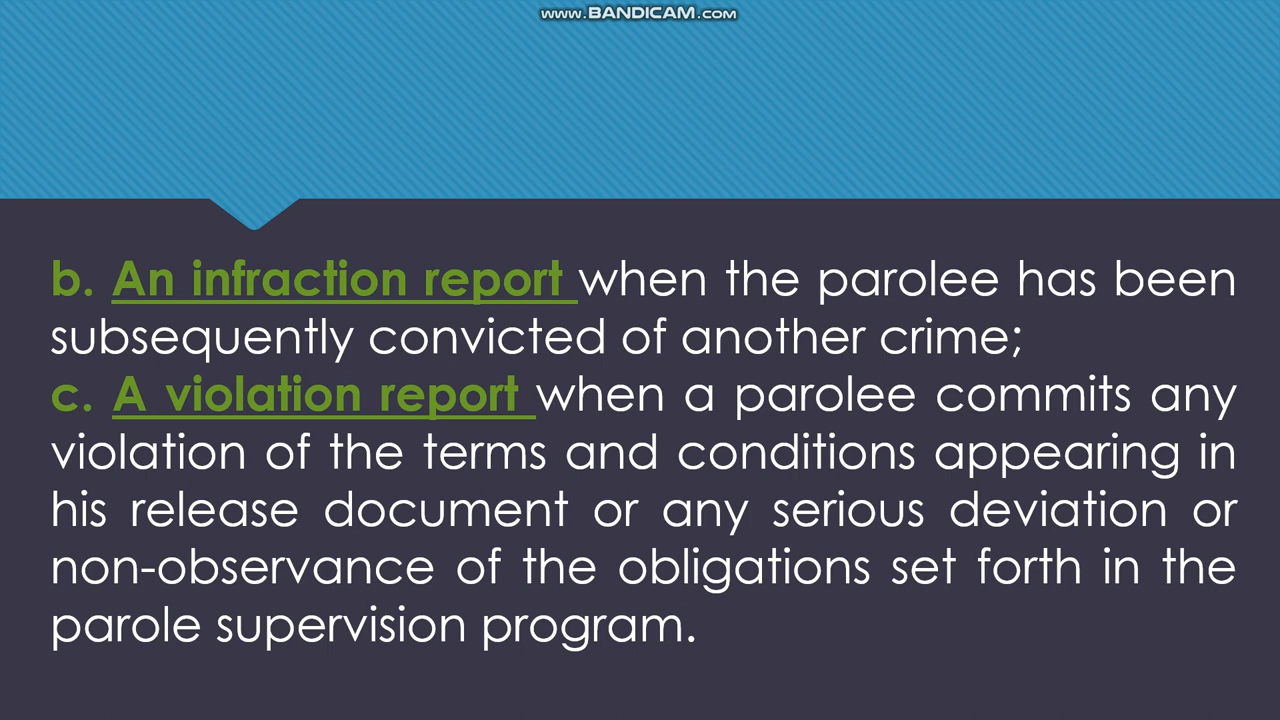 www.BANDICAM.com
b. An infraction report when the parolee has been
subsequently convicted of another crime;
c. A violation report when a parolee commits any
violation of the terms and conditions appearing in
his release document or any serious deviation or
non-observance of the obligations set forth in the
parole supervision program.